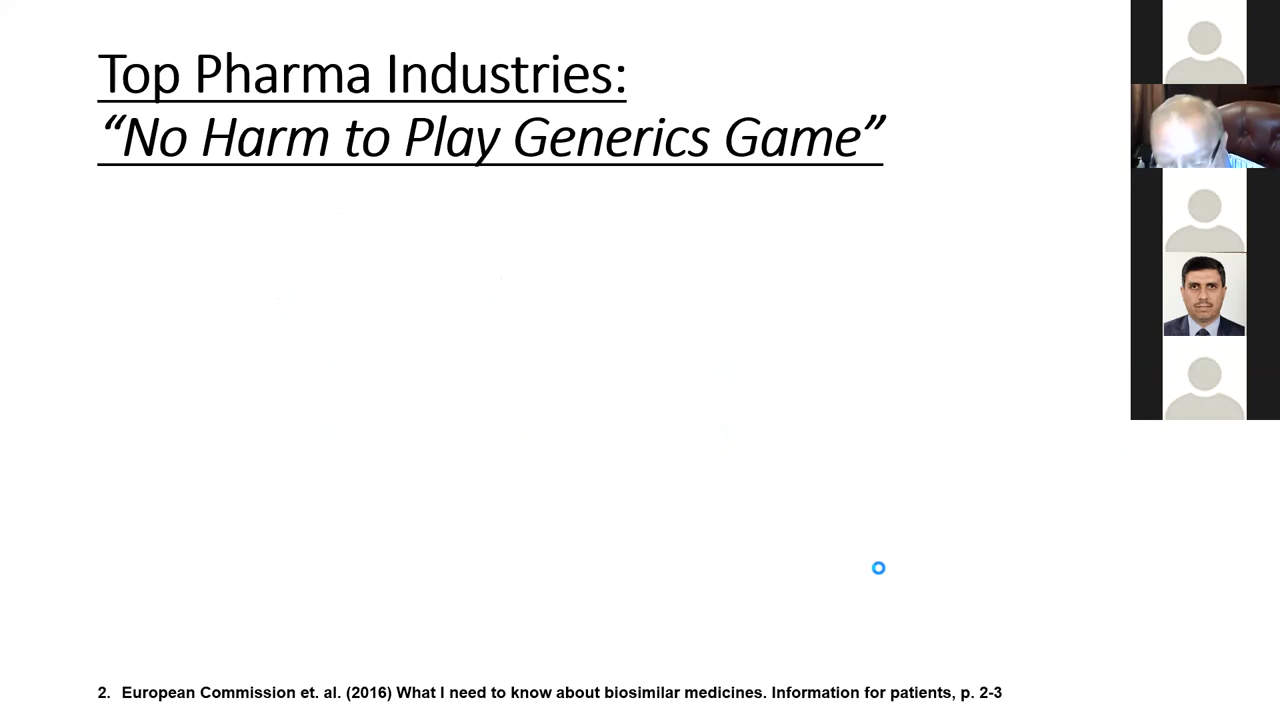 Top Pharma Industries:
“No Harm to Play Generics Game”
2. European Commission et. al. (2016) What I need to know about biosimilar medicines. Information for patients, p. 2-3